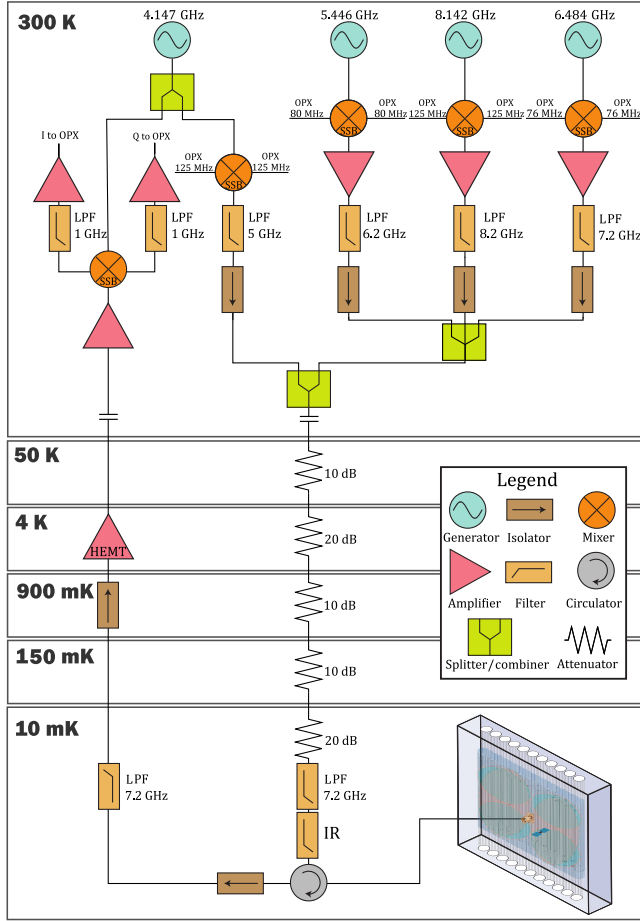 300 K
4.147 GHz
5.446 GHz
8.142 GHz
6.484 GHz
OPX
80 MHz
SSB
OPX
80 MHz
OPX
125 MHz
SSB
OPX
125 MHz
OPX
76 MHz
SSB
OPX
76 MHz
I to OPX
Q to OPX
OPX
125 MHz
SSB
OPX
125 MHz
LPF
1 GHz
LPF
1 GHz
LPF
5 GHz
LPF
6.2 GHz
LPF
8.2 GHz
LPF
7.2 GHz
SSB
50 K
10 dB
4 K
HEMT
20 dB
900 mK
10 dB
150 mK
10 dB
10 mK
20 dB
LPF
7.2 GHz
LPF
7.2 GHz
IR
Legend
Generator
Isolator
Mixer
Amplifier
Filter
Circulator
Splitter/combiner
Attenuator